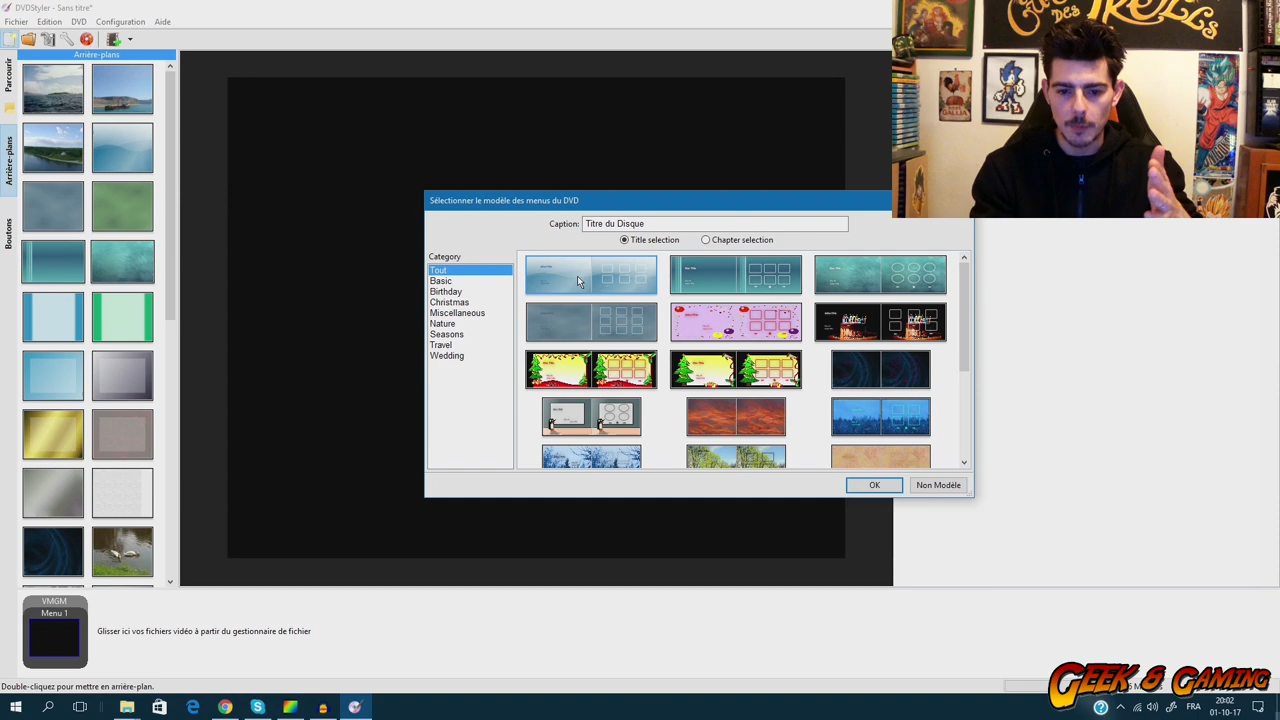 DVDStyler - Sans titre*
Fichier Edition DVD Configuration Aide
Arrière-plans
Parcourir
Arrière-plans
Boutons
DES TROLLS
GALLIA
Sélectionner le modèle des menus du DVD
Caption: Titre du Disque
Title selection Chapter selection
Category
Tout
Basic
Birthday
Christmas
Miscellaneous
Nature
Seasons
Travel
Wedding
OK Non Modèle
VMGM
Menu 1
Glisser ici vos fichiers vidéo à partir du gestionnaire de fichier
Double-cliquez pour mettre en arrière-plan.
GEEK & GAMING
FRA
20:02
01-10-17